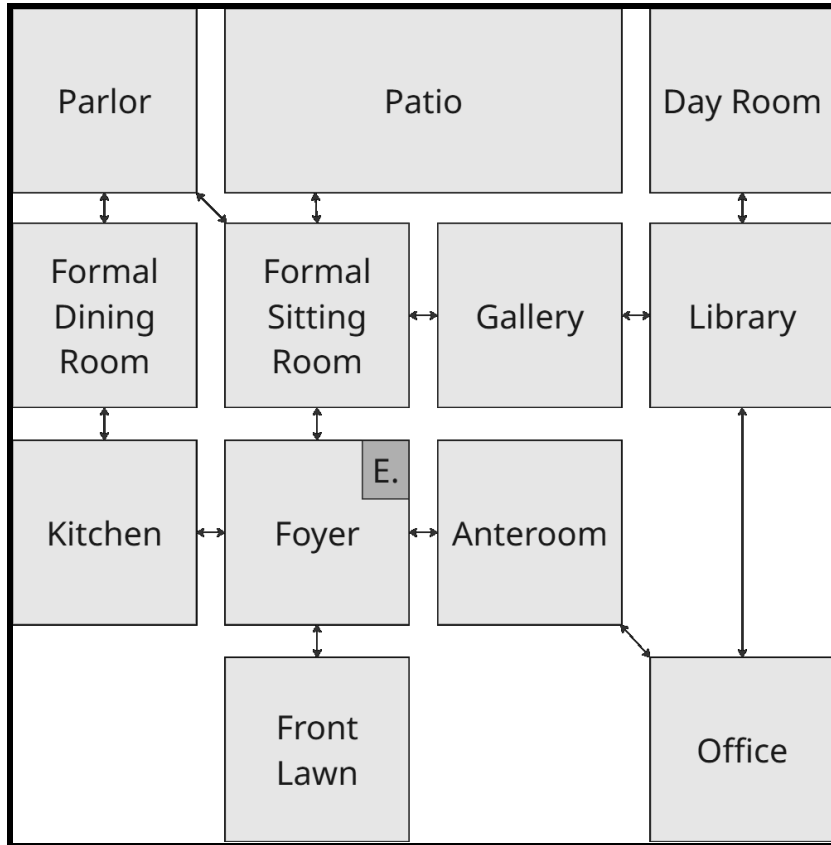 Parlor
Patio
Day Room
Formal
Dining
Room
Formal
Sitting
Room
Gallery
Library
E.
Kitchen
Foyer
Anteroom
Front
Lawn
Office